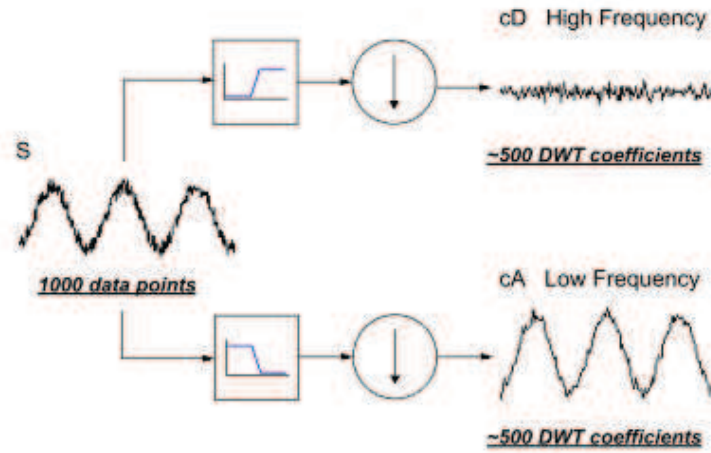 cD High Frequency
~500 DWT coefficients
S
1000 data points
cA Low Frequency
~500 DWT coefficients